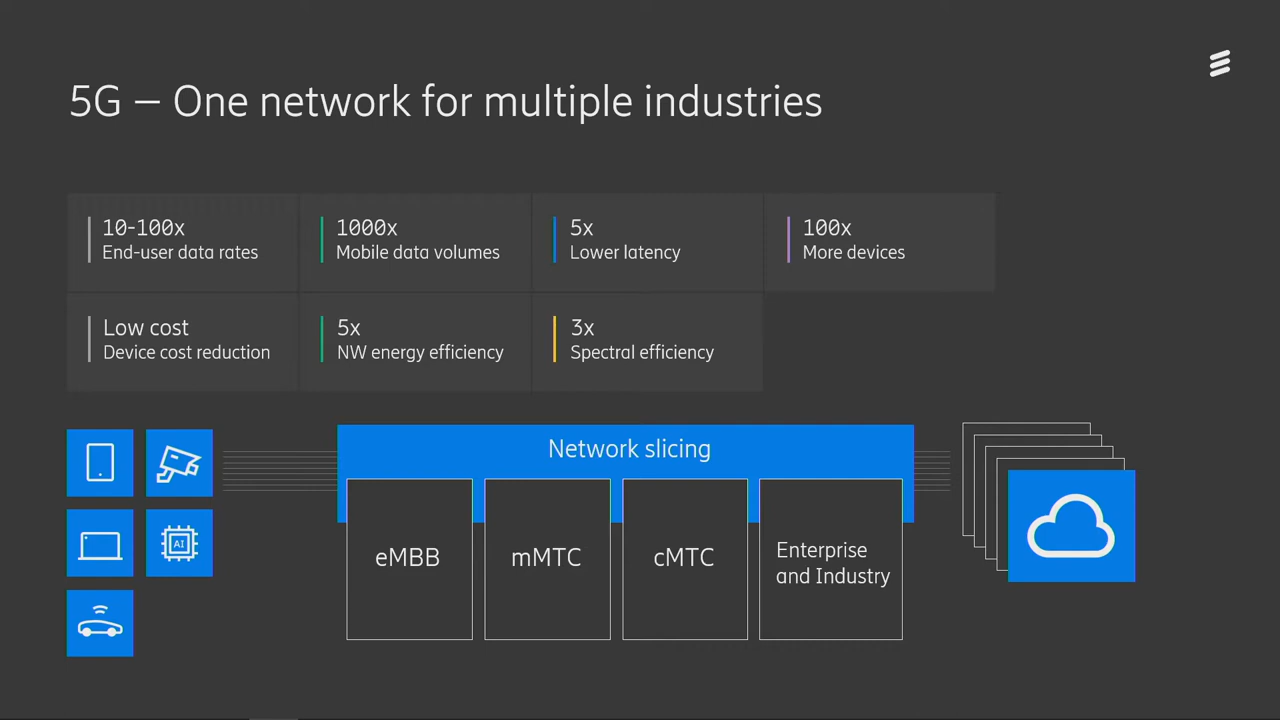 5G – One network for multiple industries
10-100x
End-user data rates
1000x
Mobile data volumes
5x
Lower latency
100x
More devices
Low cost
Device cost reduction
5x
NW energy efficiency
3x
Spectral efficiency
Network slicing
AI
eMBB
mMTC
cMTC
Enterprise
and Industry